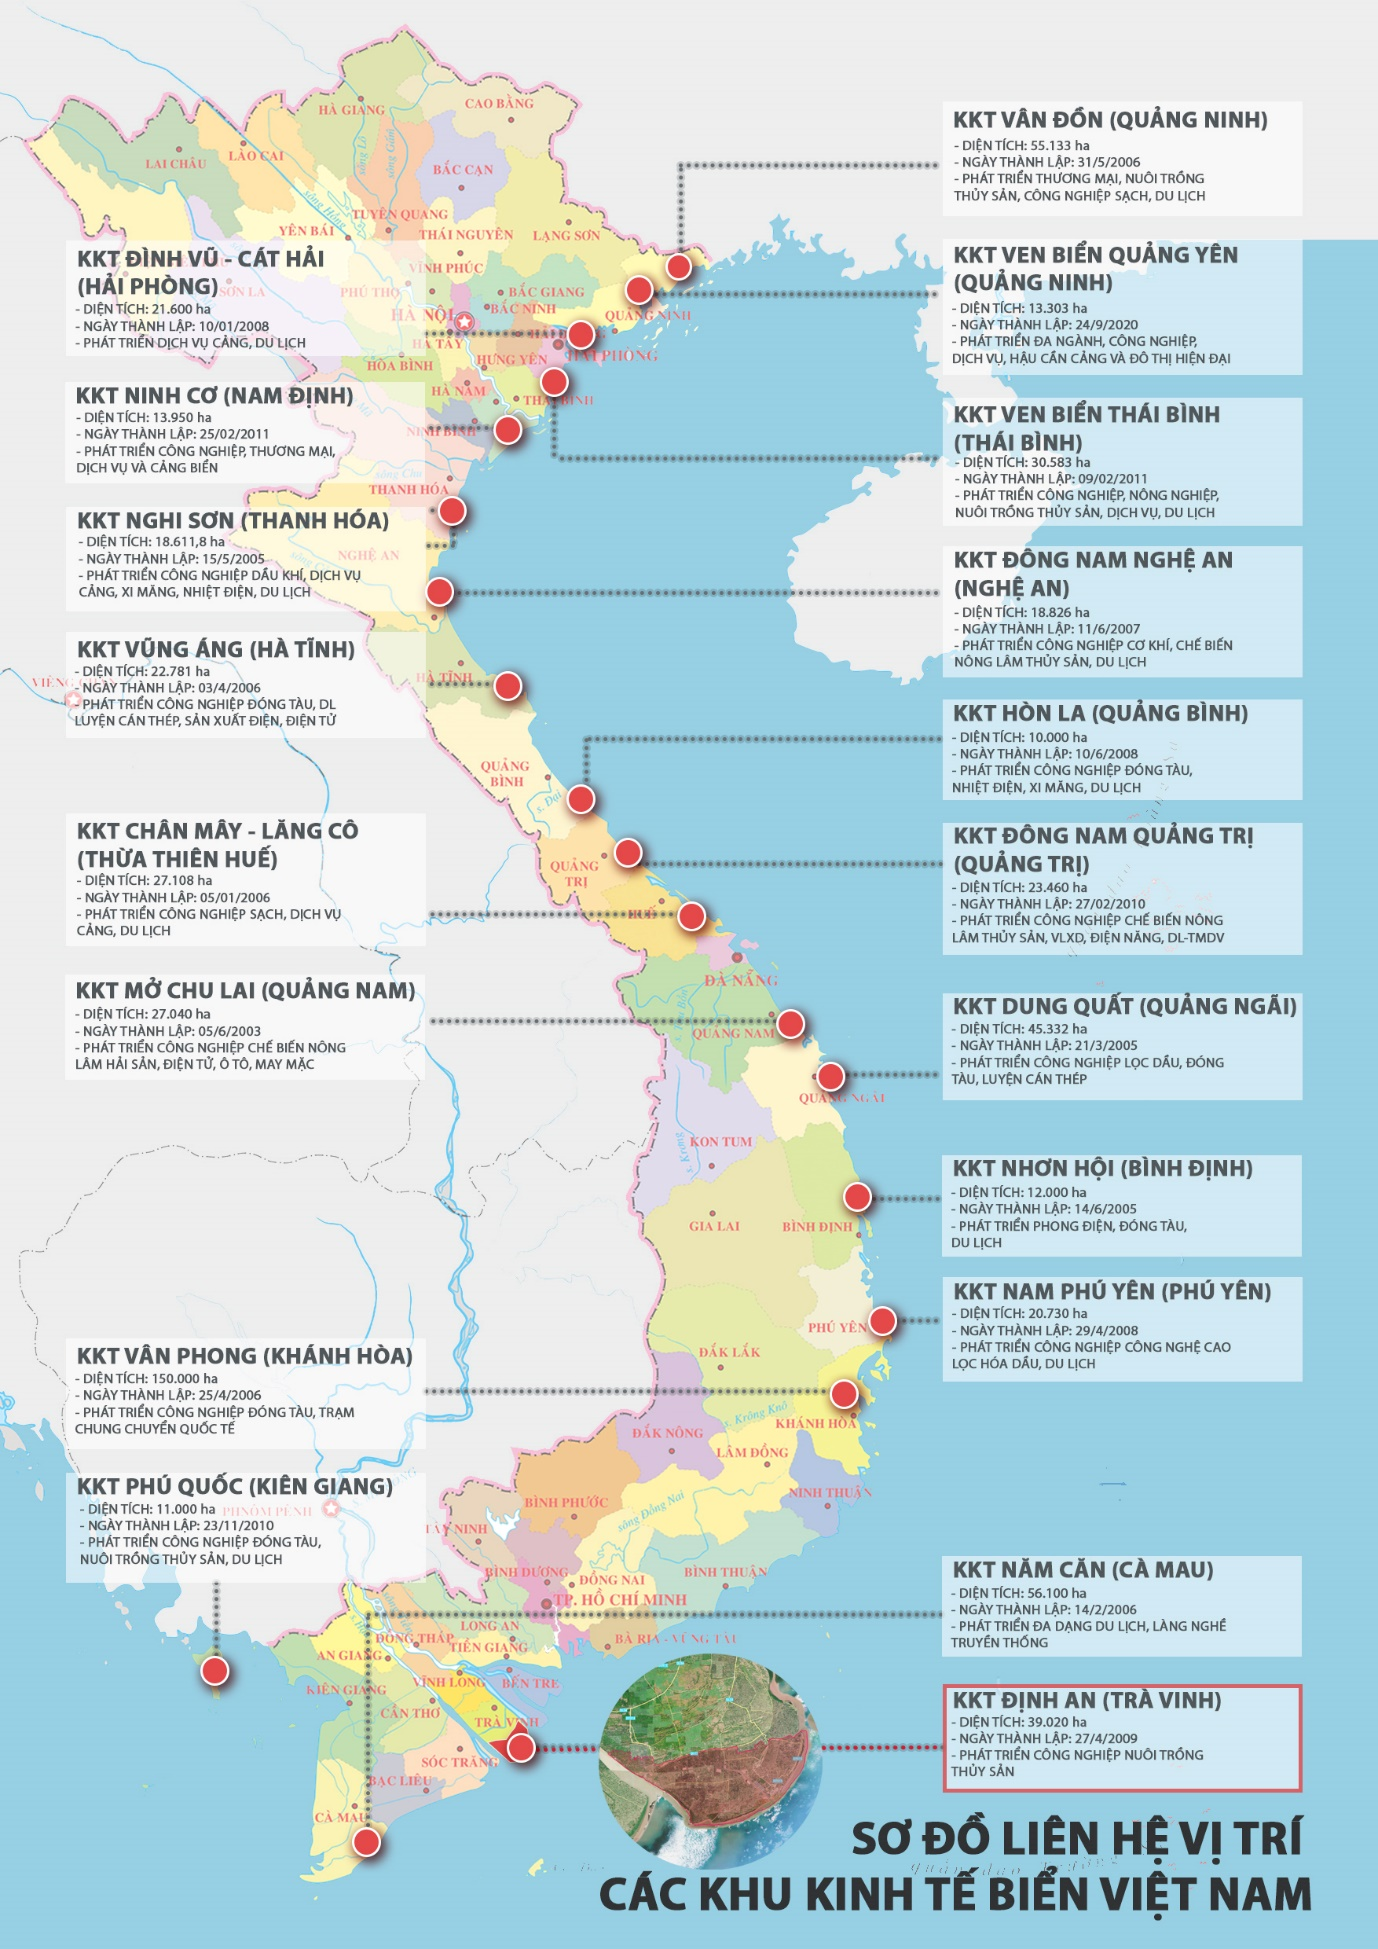 HÀ GIANG
CAO BẰNG
LAI CHÂU
LÀO CAI
BẮC CẠN
sông Lô
sông Gâm
sông Hồng
TUYÊN QUANG
YÊN BÁI
THÁI NGUYÊN
LẠNG SƠN
VĨNH PHÚC
PHÚ THỌ
SƠN LA
BẮC GIANG
BẮC NINH
QUẢNG NINH
HÀ NỘI
HÀ TÂY
HƯNG YÊN
HẢI PHÒNG
HÒA BÌNH
HÀ NAM
THÁI BÌNH
NINH BÌNH
Mã
sông Chu
THANH HÓA
NGHỆ AN
HÀ TĨNH
VIÊNG CHĂN
QUẢNG
BÌNH
s. Đại
QUẢNG
TRỊ
HUẾ
ĐÀ NẴNG
s. Thu Bồn
QUẢNG NAM
QUẢNG NGÃI
KON TUM
GIA LAI
BÌNH ĐỊNH
PHÚ YÊN
ĐẮK LẮK
s. Krông Knô
KHÁNH HÒA
ĐẮK NÔNG
LÂM ĐỒNG
NINH THUẬN
BÌNH PHƯỚC
sông Đồng Nai
PHNÔM PÊNH
TÂY NINH
BÌNH DƯƠNG
ĐỒNG NAI
BÌNH THUẬN
TP. HỒ CHÍ MINH
LONG AN
BÀ RỊA - VŨNG TÀU
ĐỒNG THÁP
TIỀN GIANG
AN GIANG
KIÊN GIANG
VĨNH LONG
BẾN TRE
CẦN THƠ
TRÀ VINH
SÓC TRĂNG
BẠC LIÊU
CÀ MAU
KKT ĐÌNH VŨ - CÁT HẢI
(HẢI PHÒNG)
- DIỆN TÍCH: 21.600 ha
- NGÀY THÀNH LẬP: 10/01/2008
- PHÁT TRIỂN DỊCH VỤ CẢNG, DU LỊCH
KKT NINH CƠ (NAM ĐỊNH)
- DIỆN TÍCH: 13.950 ha
- NGÀY THÀNH LẬP: 25/02/2011
- PHÁT TRIỂN CÔNG NGHIỆP, THƯƠNG MẠI,
DỊCH VỤ VÀ CẢNG BIỂN
KKT NGHI SƠN (THANH HÓA)
- DIỆN TÍCH: 18.611,8 ha
- NGÀY THÀNH LẬP: 15/5/2005
- PHÁT TRIỂN CÔNG NGHIỆP DẦU KHÍ, DỊCH VỤ
CẢNG, XI MĂNG, NHIỆT ĐIỆN, DU LỊCH
KKT VŨNG ÁNG (HÀ TĨNH)
- DIỆN TÍCH: 22.781 ha
- NGÀY THÀNH LẬP: 03/4/2006
- PHÁT TRIỂN CÔNG NGHIỆP ĐÓNG TÀU, DL
LUYỆN CÁN THÉP, SẢN XUẤT ĐIỆN, ĐIỆN TỬ
KKT CHÂN MÂY - LĂNG CÔ
(THỪA THIÊN HUẾ)
- DIỆN TÍCH: 27.108 ha
- NGÀY THÀNH LẬP: 05/01/2006
- PHÁT TRIỂN CÔNG NGHIỆP SẠCH, DỊCH VỤ
CẢNG, DU LỊCH
KKT MỞ CHU LAI (QUẢNG NAM)
- DIỆN TÍCH: 27.040 ha
- NGÀY THÀNH LẬP: 05/6/2003
- PHÁT TRIỂN CÔNG NGHIỆP CHẾ BIẾN NÔNG
LÂM HẢI SẢN, ĐIỆN TỬ, Ô TÔ, MAY MẶC
KKT VÂN PHONG (KHÁNH HÒA)
- DIỆN TÍCH: 150.000 ha
- NGÀY THÀNH LẬP: 25/4/2006
- PHÁT TRIỂN CÔNG NGHIỆP ĐÓNG TÀU, TRẠM
CHUNG CHUYỂN QUỐC TẾ
KKT PHÚ QUỐC (KIÊN GIANG)
- DIỆN TÍCH: 11.000 ha
- NGÀY THÀNH LẬP: 23/11/2010
- PHÁT TRIỂN CÔNG NGHIỆP ĐÓNG TÀU,
NUÔI TRỒNG THỦY SẢN, DU LỊCH
KKT VÂN ĐỒN (QUẢNG NINH)
- DIỆN TÍCH: 55.133 ha
- NGÀY THÀNH LẬP: 31/5/2006
- PHÁT TRIỂN THƯƠNG MẠI, NUÔI TRỒNG
THỦY SẢN, CÔNG NGHIỆP SẠCH, DU LỊCH
KKT VEN BIỂN QUẢNG YÊN
(QUẢNG NINH)
- DIỆN TÍCH: 13.303 ha
- NGÀY THÀNH LẬP: 24/9/2020
- PHÁT TRIỂN ĐA NGÀNH, CÔNG NGHIỆP,
DỊCH VỤ, HẬU CẦN CẢNG VÀ ĐÔ THỊ HIỆN ĐẠI
KKT VEN BIỂN THÁI BÌNH
(THÁI BÌNH)
- DIỆN TÍCH: 30.583 ha
- NGÀY THÀNH LẬP: 09/02/2011
- PHÁT TRIỂN CÔNG NGHIỆP, NÔNG NGHIỆP,
NUÔI TRỒNG THỦY SẢN, DỊCH VỤ, DU LỊCH
KKT ĐÔNG NAM NGHỆ AN
(NGHỆ AN)
- DIỆN TÍCH: 18.826 ha
- NGÀY THÀNH LẬP: 11/6/2007
- PHÁT TRIỂN CÔNG NGHIỆP CƠ KHÍ, CHẾ BIẾN
NÔNG LÂM THỦY SẢN, DU LỊCH
KKT HÒN LA (QUẢNG BÌNH)
- DIỆN TÍCH: 10.000 ha
- NGÀY THÀNH LẬP: 10/6/2008
- PHÁT TRIỂN CÔNG NGHIỆP ĐÓNG TÀU,
NHIỆT ĐIỆN, XI MĂNG, DU LỊCH
KKT ĐÔNG NAM QUẢNG TRỊ
(QUẢNG TRỊ)
- DIỆN TÍCH: 23.460 ha
- NGÀY THÀNH LẬP: 27/02/2010
- PHÁT TRIỂN CÔNG NGHIỆP CHẾ BIẾN NÔNG
LÂM THỦY SẢN, VLXD, ĐIỆN NĂNG, DL-TMDV
KKT DUNG QUẤT (QUẢNG NGÃI)
- DIỆN TÍCH: 45.332 ha
- NGÀY THÀNH LẬP: 21/3/2005
- PHÁT TRIỂN CÔNG NGHIỆP LỌC DẦU, ĐÓNG
TÀU, LUYỆN CÁN THÉP
KKT NHƠN HỘI (BÌNH ĐỊNH)
- DIỆN TÍCH: 12.000 ha
- NGÀY THÀNH LẬP: 14/6/2005
- PHÁT TRIỂN PHONG ĐIỆN, ĐÓNG TÀU,
DU LỊCH
KKT NAM PHÚ YÊN (PHÚ YÊN)
- DIỆN TÍCH: 20.730 ha
- NGÀY THÀNH LẬP: 29/4/2008
- PHÁT TRIỂN CÔNG NGHIỆP CÔNG NGHỆ CAO
LỌC HÓA DẦU, DU LỊCH
KKT NĂM CĂN (CÀ MAU)
- DIỆN TÍCH: 56.100 ha
- NGÀY THÀNH LẬP: 14/2/2006
- PHÁT TRIỂN ĐA DẠNG DU LỊCH, LÀNG NGHỀ
TRUYỀN THỐNG
KKT ĐỊNH AN (TRÀ VINH)
- DIỆN TÍCH: 39.020 ha
- NGÀY THÀNH LẬP: 27/4/2009
- PHÁT TRIỂN CÔNG NGHIỆP NUÔI TRỒNG
THỦY SẢN
SƠ ĐỒ LIÊN HỆ VỊ TRÍ
CÁC KHU KINH TẾ BIỂN VIỆT NAM